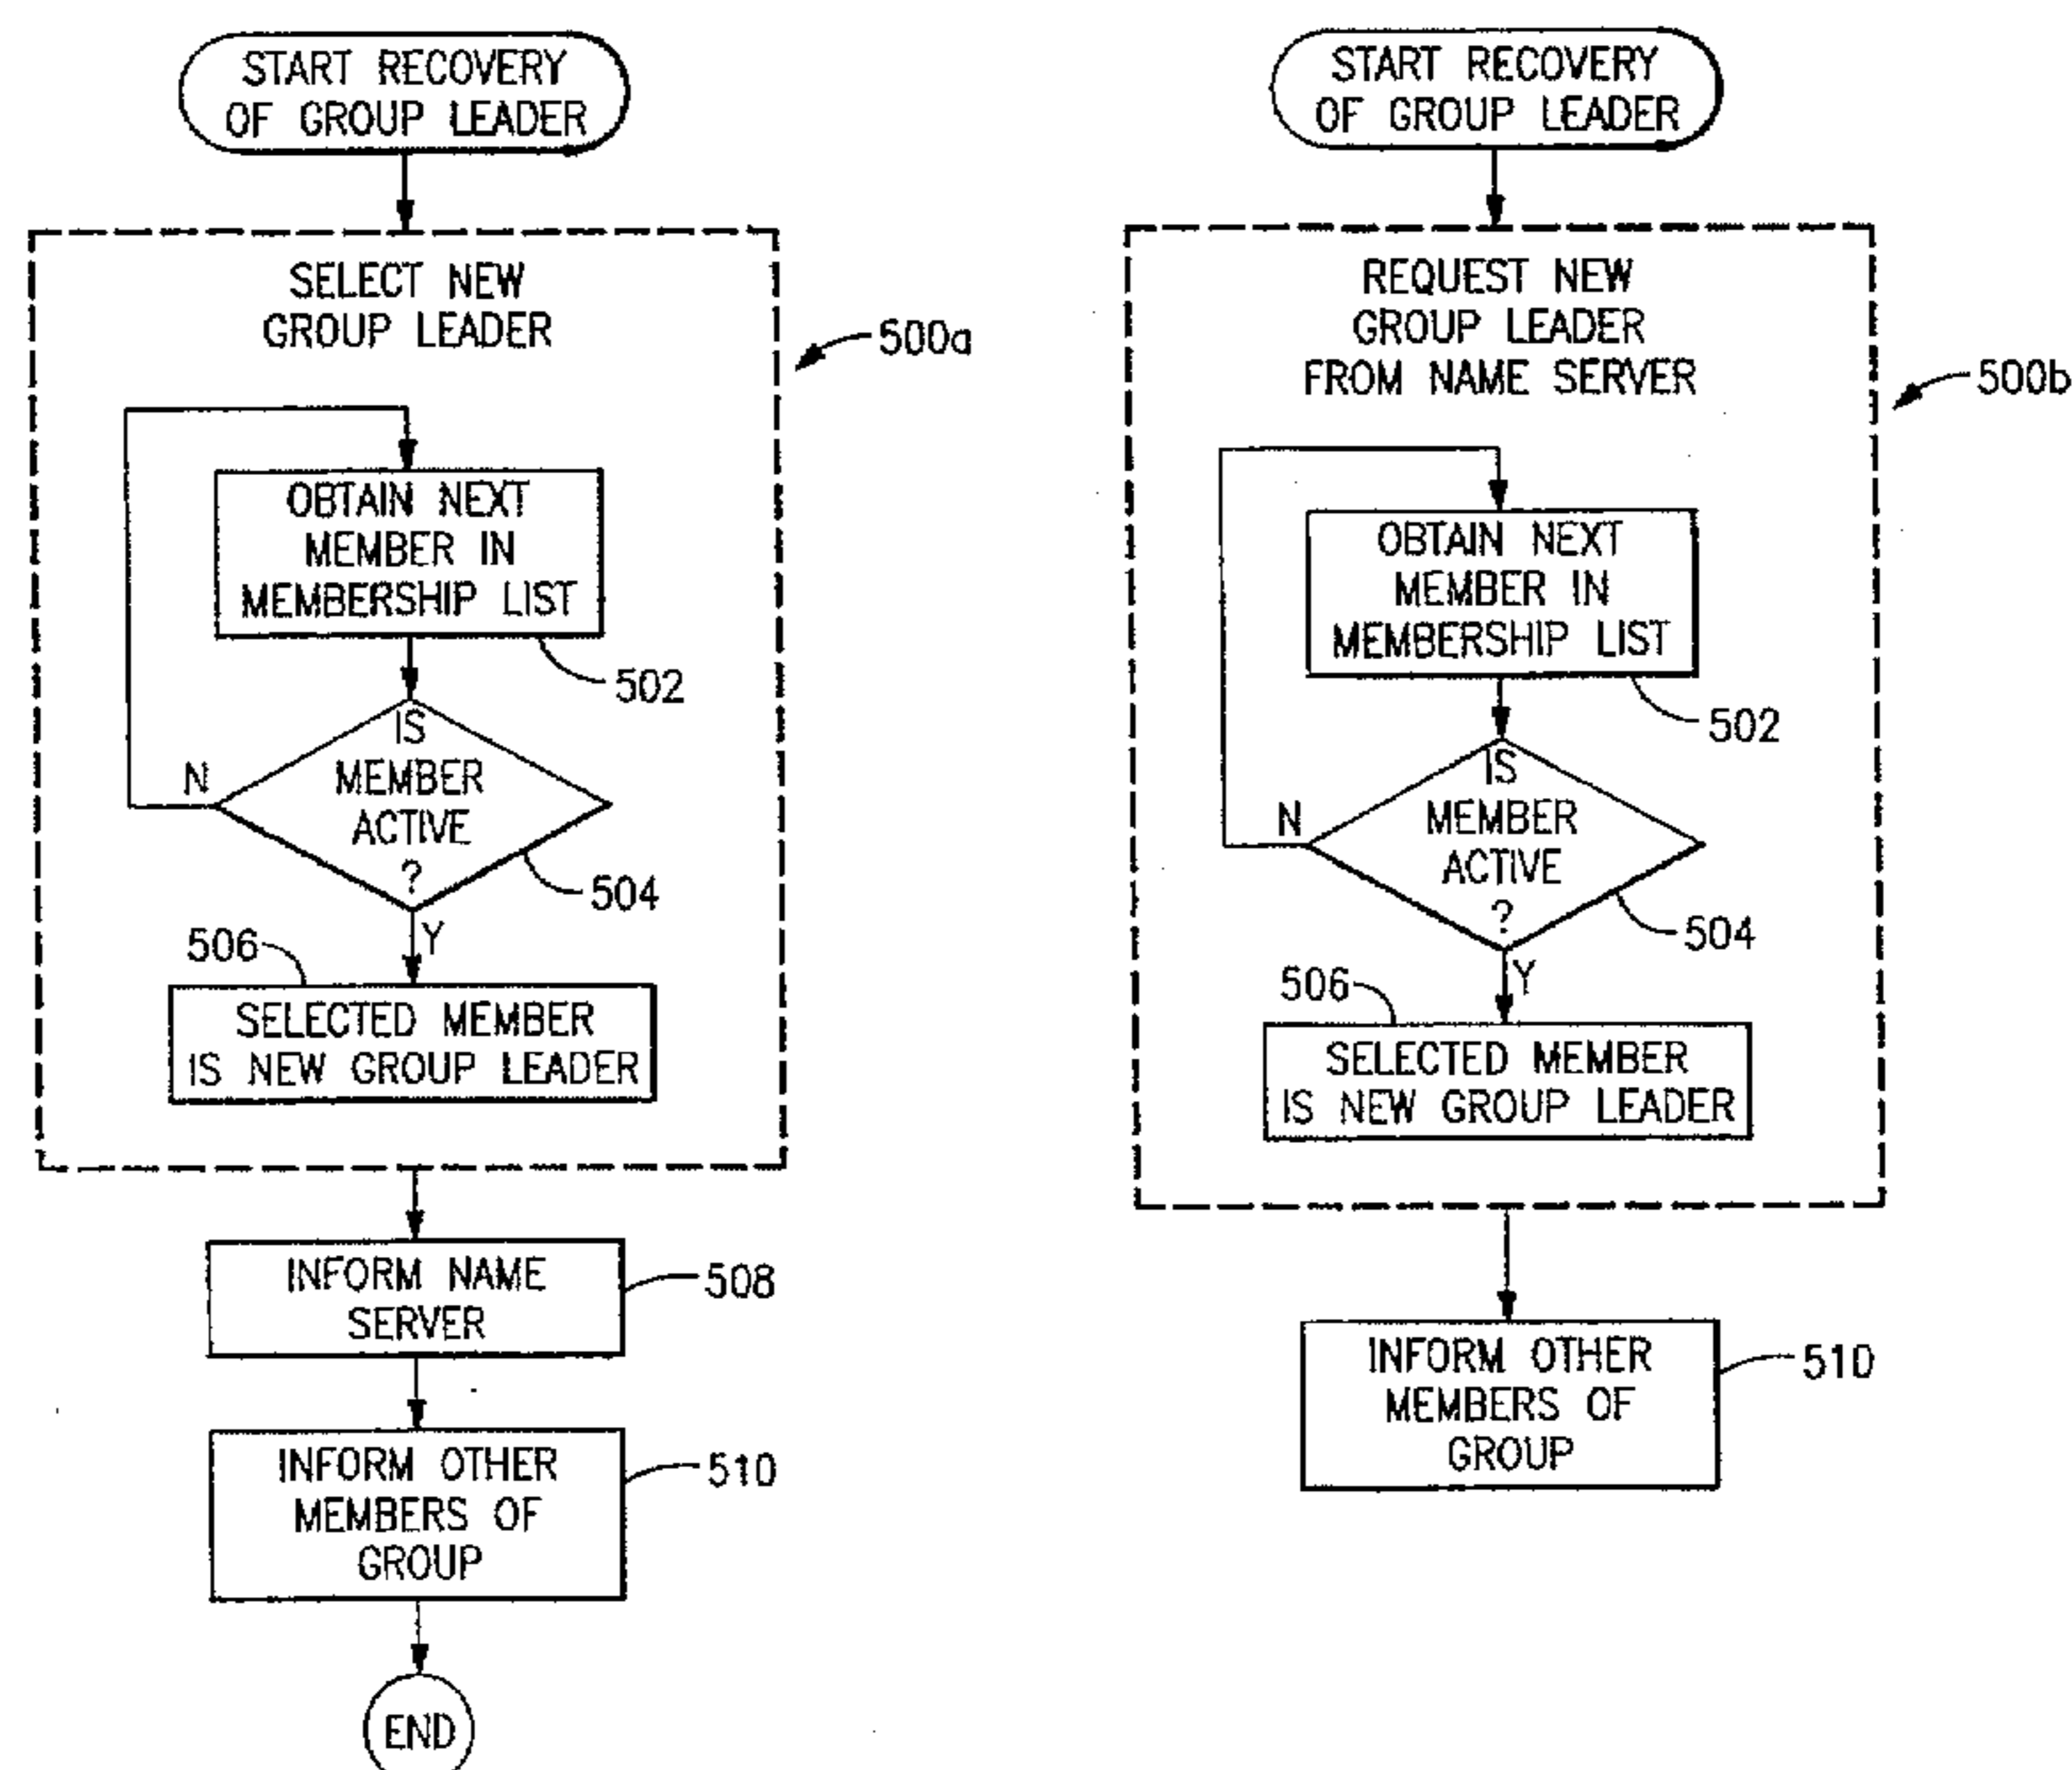 START RECOVERY
OF GROUP LEADER
SELECT NEW
GROUP LEADER
500a
OBTAIN NEXT
MEMBER IN
MEMBERSHIP LIST
502
IS
MEMBER
ACTIVE
?
N
504
Y
506
SELECTED MEMBER
IS NEW GROUP LEADER
INFORM NAME
SERVER
508
INFORM OTHER
MEMBERS OF
GROUP
510
END
START RECOVERY
OF GROUP LEADER
REQUEST NEW
GROUP LEADER
FROM NAME SERVER
500b
OBTAIN NEXT
MEMBER IN
MEMBERSHIP LIST
502
IS
MEMBER
ACTIVE
?
N
504
Y
506
SELECTED MEMBER
IS NEW GROUP LEADER
INFORM OTHER
MEMBERS OF
GROUP
510